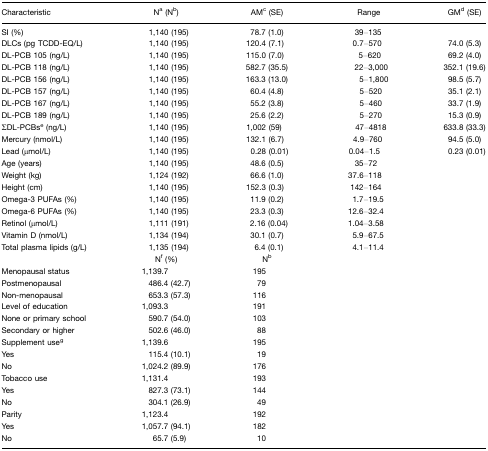 Characteristic Nᵃ (Nᵇ) AMᶜ (SE) Range GMᵈ (SE)
SI (%) 1,140 (195) 78.7 (1.0) 39–135
DLCs (pg TCDD-EQ/L) 1,140 (195) 120.4 (7.1) 0.7–570 74.0 (5.3)
DL-PCB 105 (ng/L) 1,140 (195) 115.0 (7.0) 5–620 69.2 (4.0)
DL-PCB 118 (ng/L) 1,140 (195) 582.7 (35.5) 22–3,000 352.1 (19.6)
DL-PCB 156 (ng/L) 1,140 (195) 163.3 (13.0) 5–1,800 98.5 (5.7)
DL-PCB 157 (ng/L) 1,140 (195) 60.4 (4.8) 5–520 35.1 (2.1)
DL-PCB 167 (ng/L) 1,140 (195) 55.2 (3.8) 5–460 33.7 (1.9)
DL-PCB 189 (ng/L) 1,140 (195) 25.6 (2.2) 5–270 15.3 (0.9)
ΣDL-PCBsᵉ (ng/L) 1,140 (195) 1,002 (59) 47–4818 633.8 (33.3)
Mercury (nmol/L) 1,140 (195) 132.1 (6.7) 4.9–760 94.5 (5.0)
Lead (μmol/L) 1,140 (195) 0.28 (0.01) 0.04–1.5 0.23 (0.01)
Age (years) 1,140 (195) 48.6 (0.5) 35–72
Weight (kg) 1,124 (192) 66.6 (1.0) 37.6–118
Height (cm) 1,140 (195) 152.3 (0.3) 142–164
Omega-3 PUFAs (%) 1,140 (195) 11.9 (0.2) 1.7–19.5
Omega-6 PUFAs (%) 1,140 (195) 23.3 (0.3) 12.6–32.4
Retinol (μmol/L) 1,111 (191) 2.16 (0.04) 1.04–3.58
Vitamin D (nmol/L) 1,134 (194) 30.1 (0.7) 5.9–67.5
Total plasma lipids (g/L) 1,135 (194) 6.4 (0.1) 4.1–11.4
Nᶠ (%) Nᵇ
Menopausal status 1,139.7 195
Postmenopausal 486.4 (42.7) 79
Non-menopausal 653.3 (57.3) 116
Level of education 1,093.3 191
None or primary school 590.7 (54.0) 103
Secondary or higher 502.6 (46.0) 88
Supplement useᵍ 1,139.6 195
Yes 115.4 (10.1) 19
No 1,024.2 (89.9) 176
Tobacco use 1,131.4 193
Yes 827.3 (73.1) 144
No 304.1 (26.9) 49
Parity 1,123.4 192
Yes 1,057.7 (94.1) 182
No 65.7 (5.9) 10